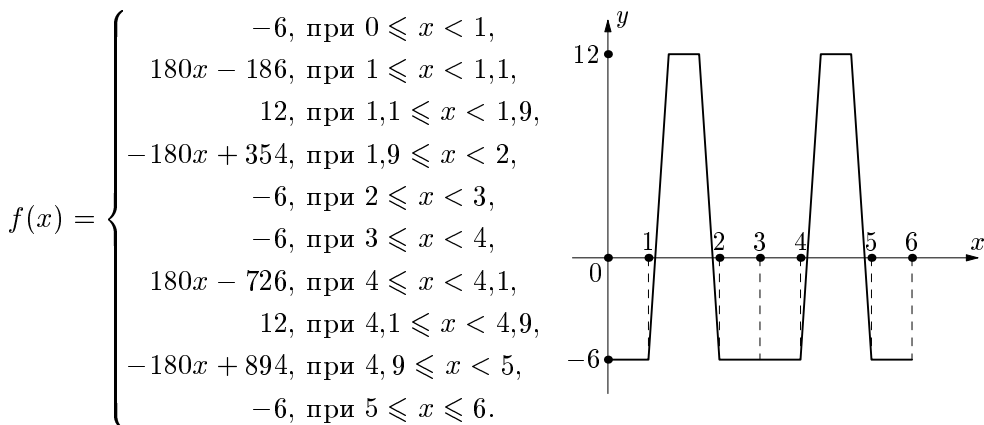 f(x) =
−6, при 0 ⩽ x < 1,
180x − 186, при 1 ⩽ x < 1,1,
12, при 1,1 ⩽ x < 1,9,
−180x + 354, при 1,9 ⩽ x < 2,
−6, при 2 ⩽ x < 3,
−6, при 3 ⩽ x < 4,
180x − 726, при 4 ⩽ x < 4,1,
12, при 4,1 ⩽ x < 4,9,
−180x + 894, при 4, 9 ⩽ x < 5,
−6, при 5 ⩽ x ⩽ 6.
y
12
1 2 3 4 5 6 x
0
−6